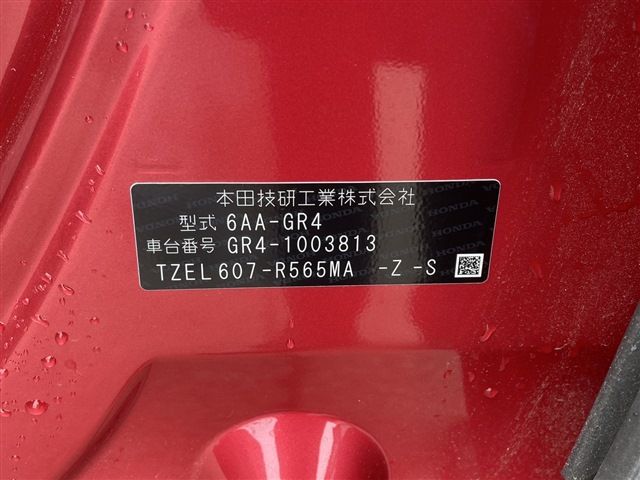 本田技研工業株式会社
型式 6AA-GR4
車台番号 GR4-1003813
TZEL607-R565MA -Z -S